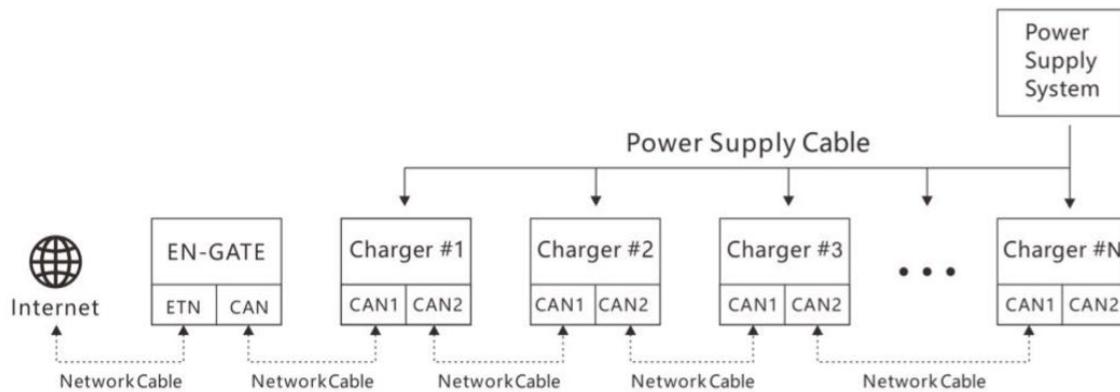 Power
Supply
System
Power Supply Cable
EN-GATE
Charger #1
Charger #2
Charger #3
Charger #N
Internet
ETN
CAN
CAN1
CAN2
CAN1
CAN2
CAN1
CAN2
CAN1
CAN2
Network Cable
Network Cable
Network Cable
Network Cable
Network Cable